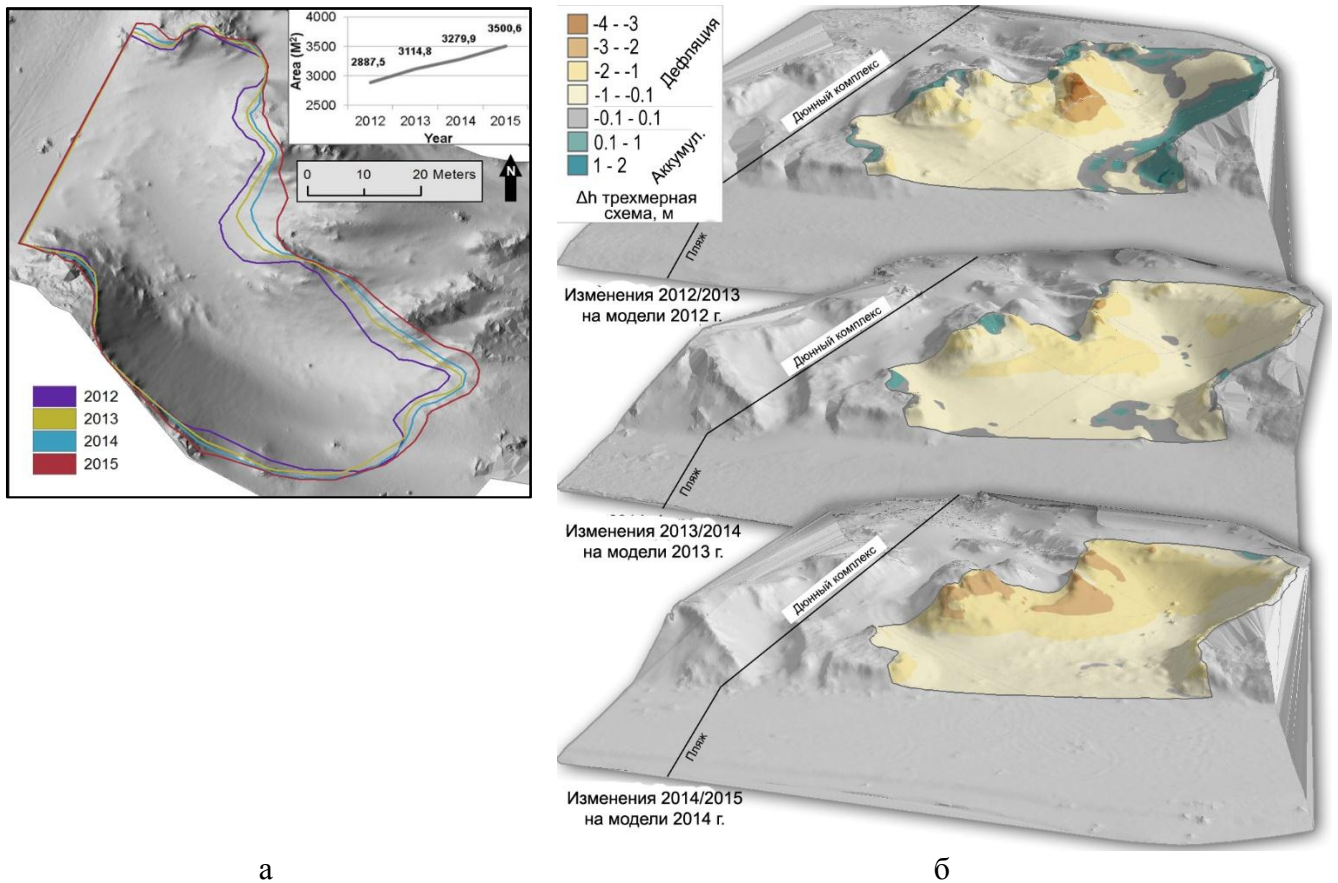 4000
3500
3000
2500
Area (M²)
2887,5
3114,8
3279,9
3500,6
2012 2013 2014 2015
Year
0 10 20 Meters
N
2012
2013
2014
2015
-4 - -3
-3 - -2
-2 - -1
-1 - -0.1
-0.1 - 0.1
0.1 - 1
1 - 2
Дефляция
Аккумул.
Δh трехмерная
схема, м
Дюнный комплекс
Пляж
Изменения 2012/2013
на модели 2012 г.
Дюнный комплекс
Пляж
Изменения 2013/2014
на модели 2013 г.
Дюнный комплекс
Пляж
Изменения 2014/2015
на модели 2014 г.
а
б